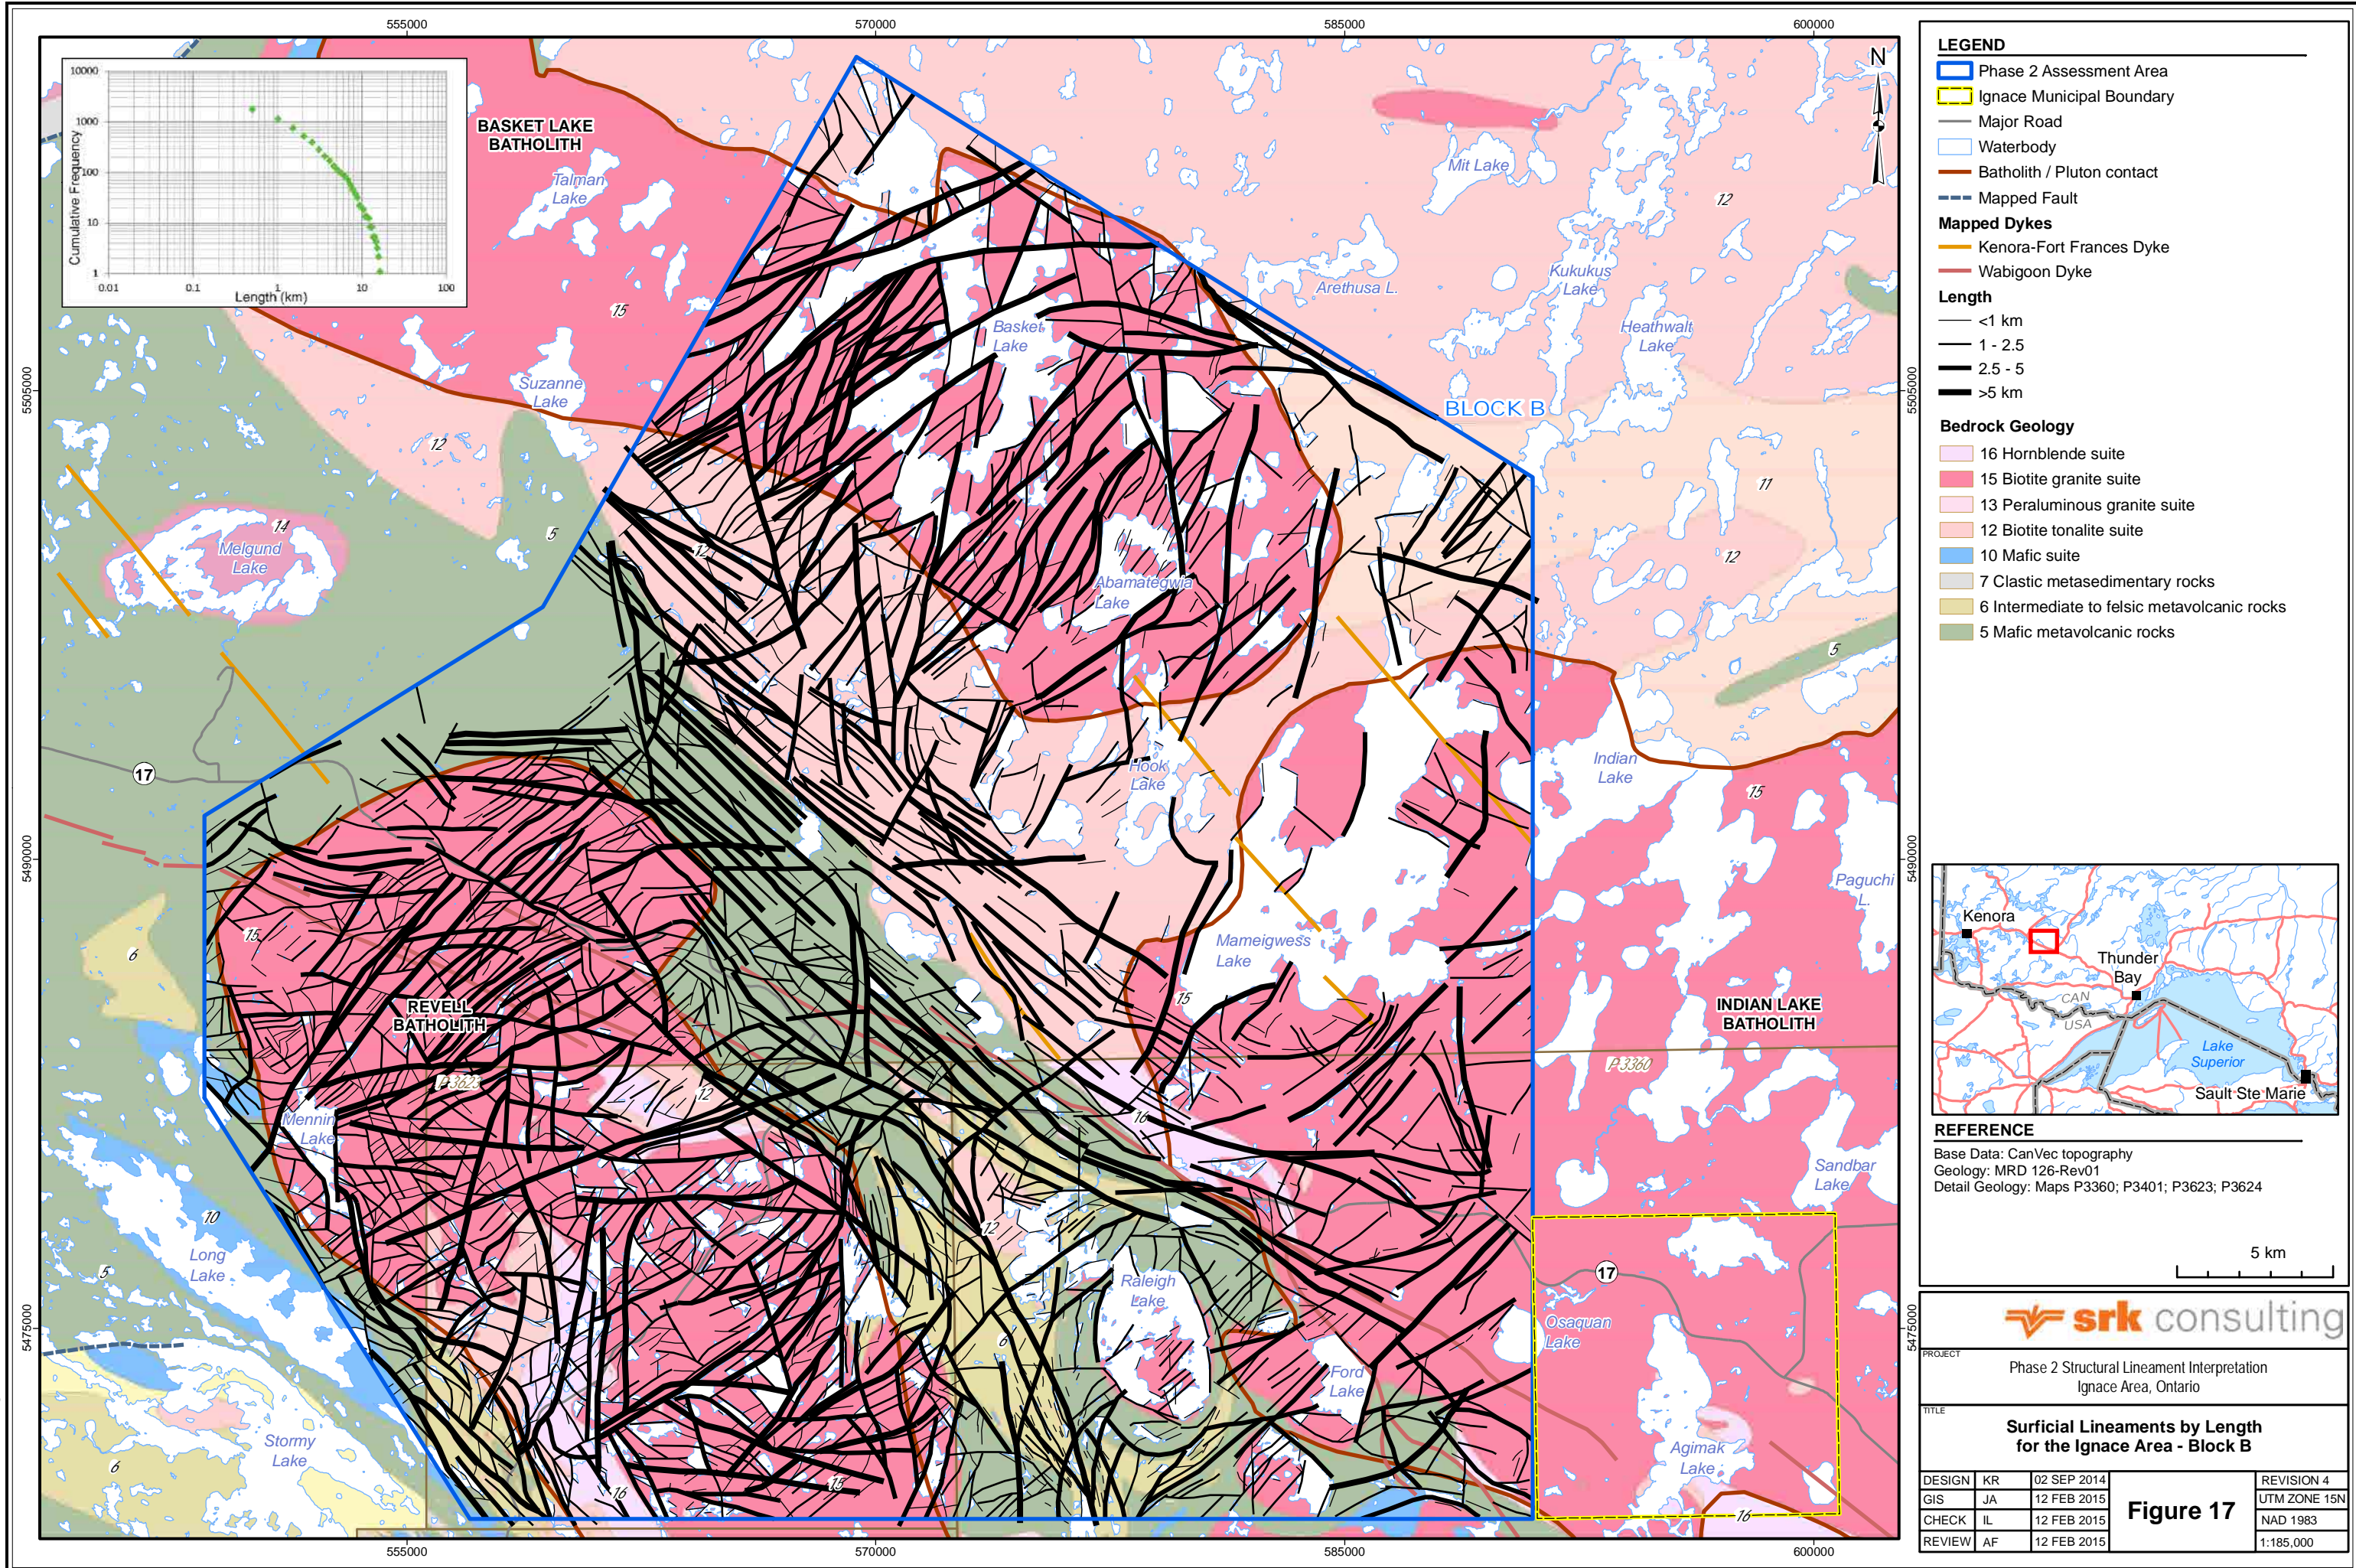 555000
570000
585000
600000
10000
1000
100
10
1
Cumulative Frequency
0.01
0.1
1
10
100
Length (km)
BASKET LAKE
BATHOLITH
Talman
Lake
15
Suzanne
Lake
12
5
14
Melgund
Lake
17
6
15
REVELL
BATHOLITH
P3623
12
Mennin
Lake
10
Long
Lake
5
Stormy
Lake
6
16
15
Basket
Lake
12
Abamategwia
Lake
Hook
Lake
Mameigwess
Lake
15
16
12
6
Raleigh
Lake
Ford
Lake
N
Mit Lake
12
Kukukus
Lake
Arethusa L.
Heathwalt
Lake
BLOCK B
11
12
5
Indian
Lake
15
Paguchi
L.
INDIAN LAKE
BATHOLITH
P3360
Sandbar
Lake
17
Osaquan
Lake
Agimak
Lake
16
5505000
5490000
5475000
5505000
5490000
5475000
555000
570000
585000
600000
LEGEND
Phase 2 Assessment Area
Ignace Municipal Boundary
Major Road
Waterbody
Batholith / Pluton contact
Mapped Fault
Mapped Dykes
Kenora-Fort Frances Dyke
Wabigoon Dyke
Length
<1 km
1 - 2.5
2.5 - 5
>5 km
Bedrock Geology
16 Hornblende suite
15 Biotite granite suite
13 Peraluminous granite suite
12 Biotite tonalite suite
10 Mafic suite
7 Clastic metasedimentary rocks
6 Intermediate to felsic metavolcanic rocks
5 Mafic metavolcanic rocks
Kenora
Thunder
Bay
CAN
USA
Lake
Superior
Sault Ste Marie
REFERENCE
Base Data: CanVec topography
Geology: MRD 126-Rev01
Detail Geology: Maps P3360; P3401; P3623; P3624
5 km
srk consulting
PROJECT
Phase 2 Structural Lineament Interpretation
Ignace Area, Ontario
TITLE
Surficial Lineaments by Length
for the Ignace Area - Block B
DESIGN KR 02 SEP 2014
GIS JA 12 FEB 2015
CHECK IL 12 FEB 2015
REVIEW AF 12 FEB 2015
Figure 17
REVISION 4
UTM ZONE 15N
NAD 1983
1:185,000